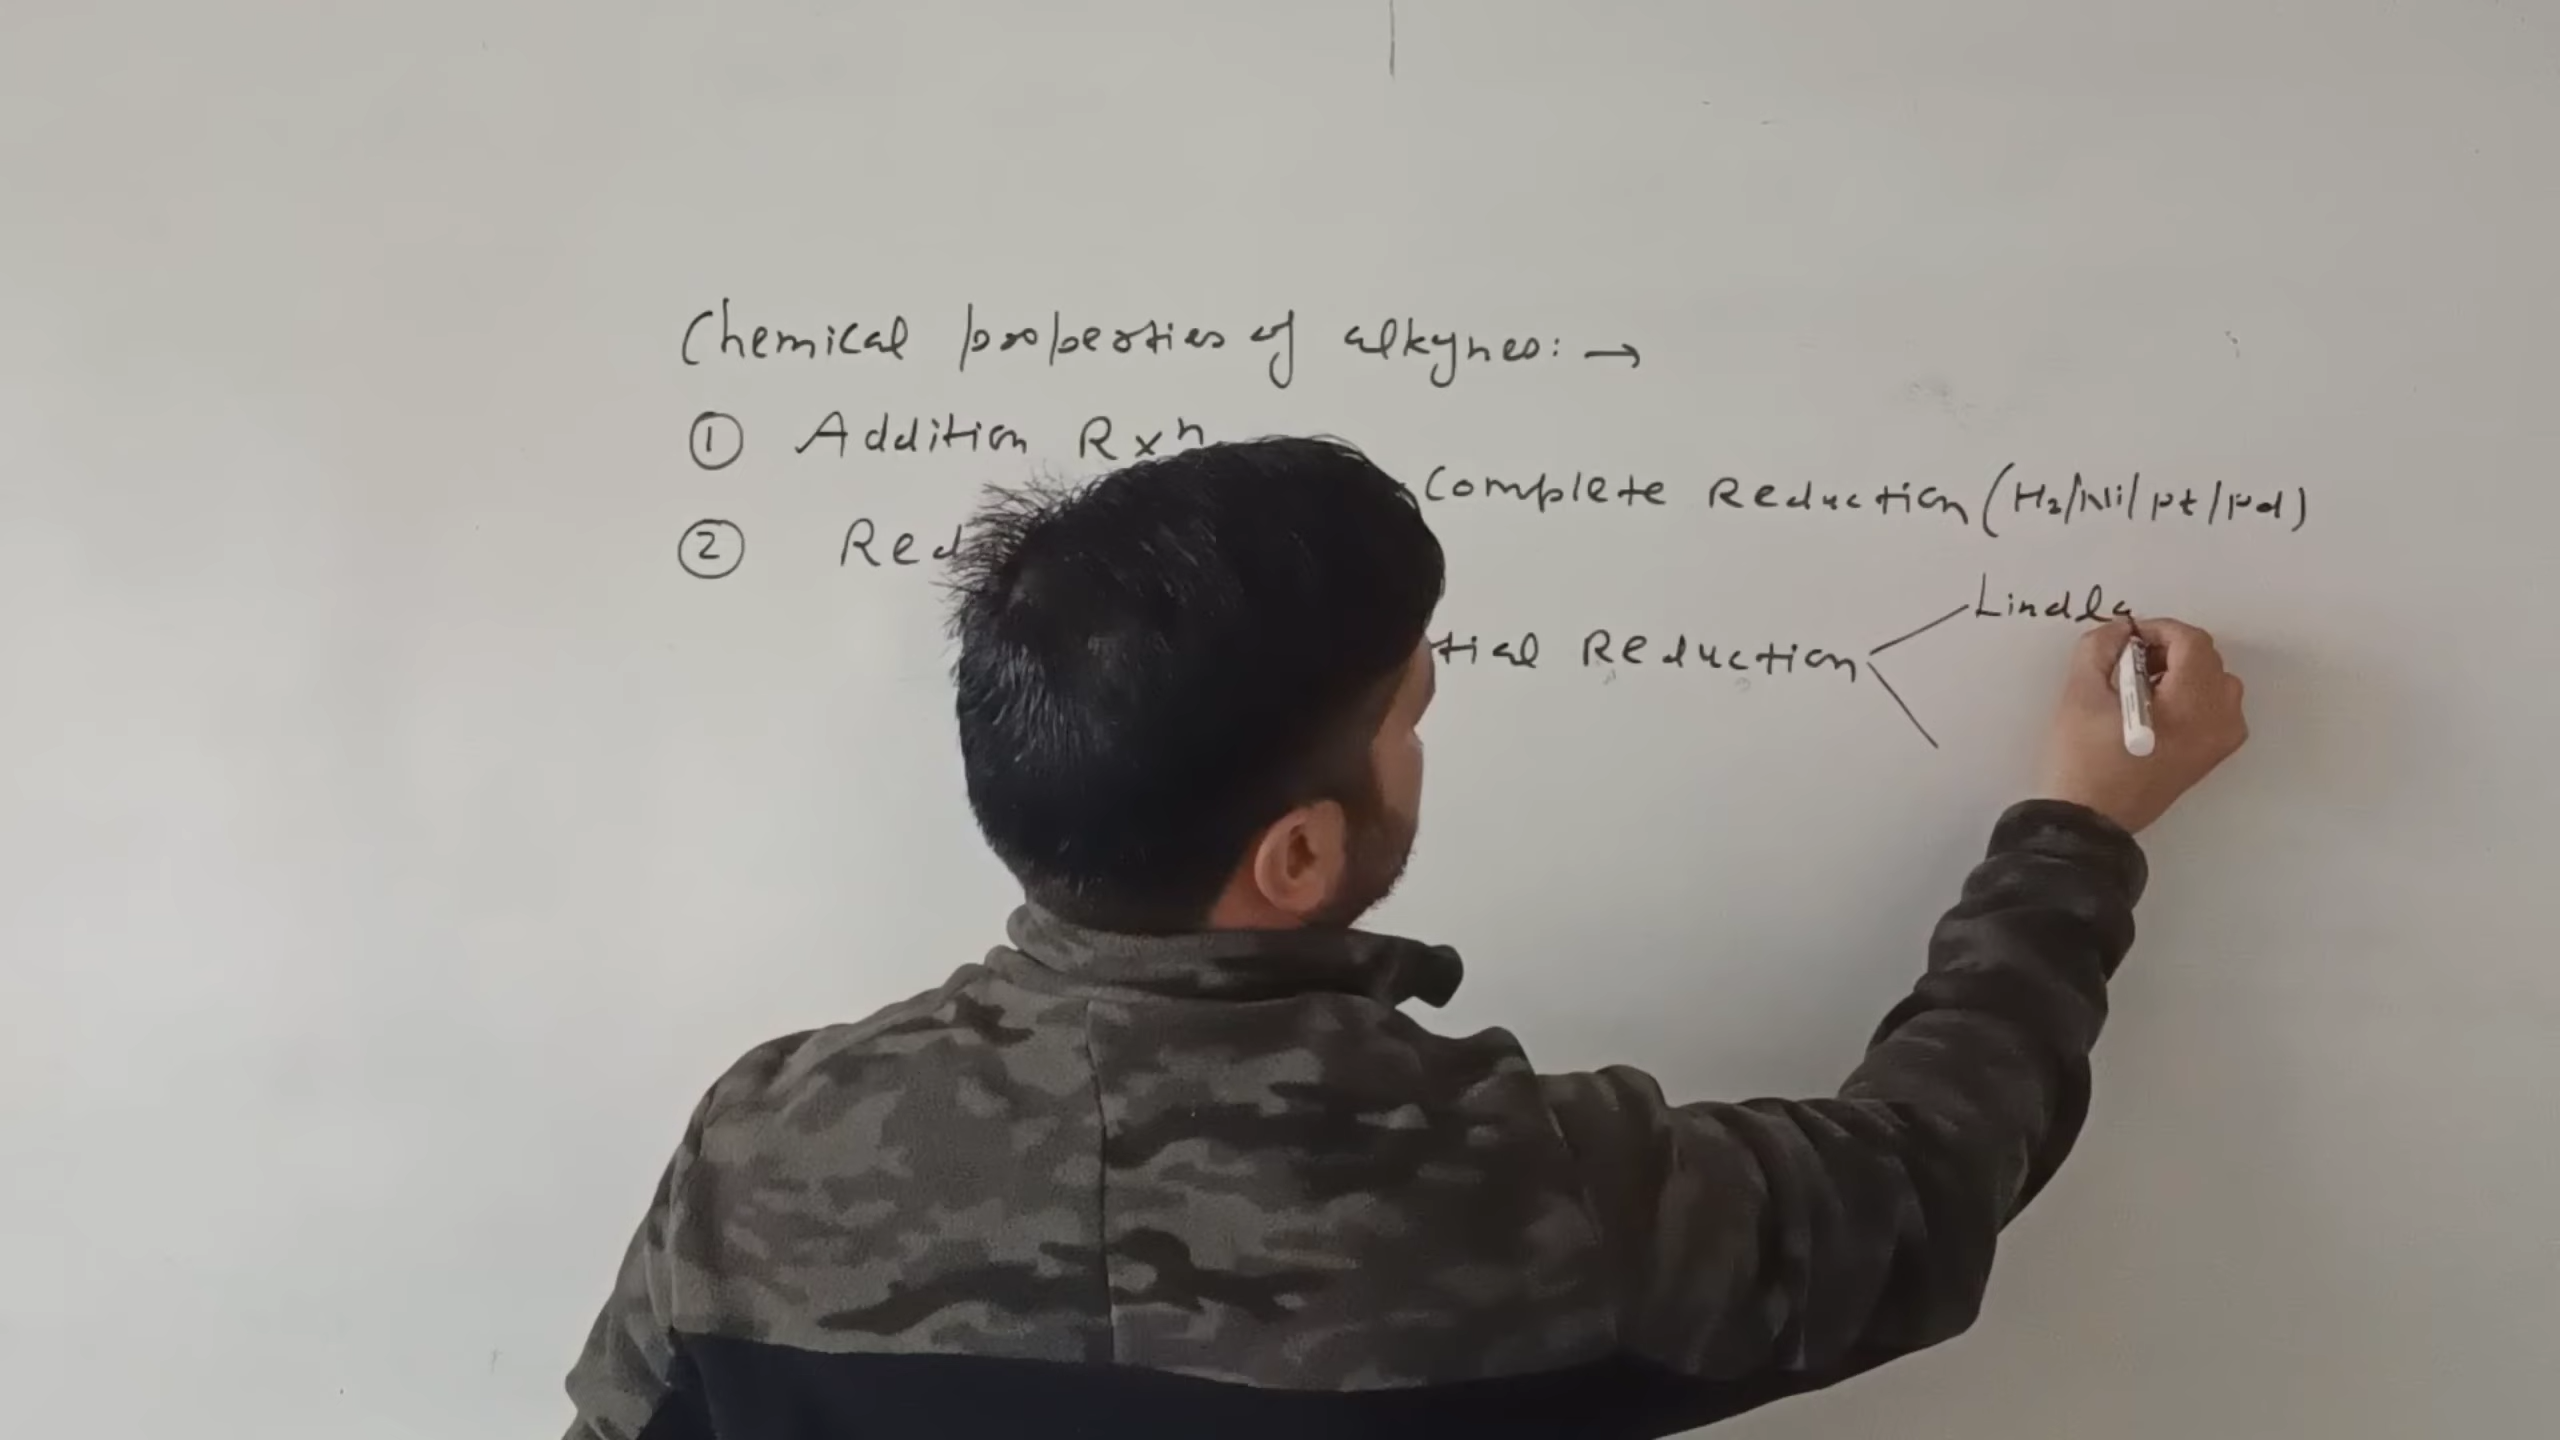 Chemical properties of alkynes: →
① Addition Rxn
Complete Reduction (H2/Ni/Pt/Pd)
② Red
Lindla
tial Reduction